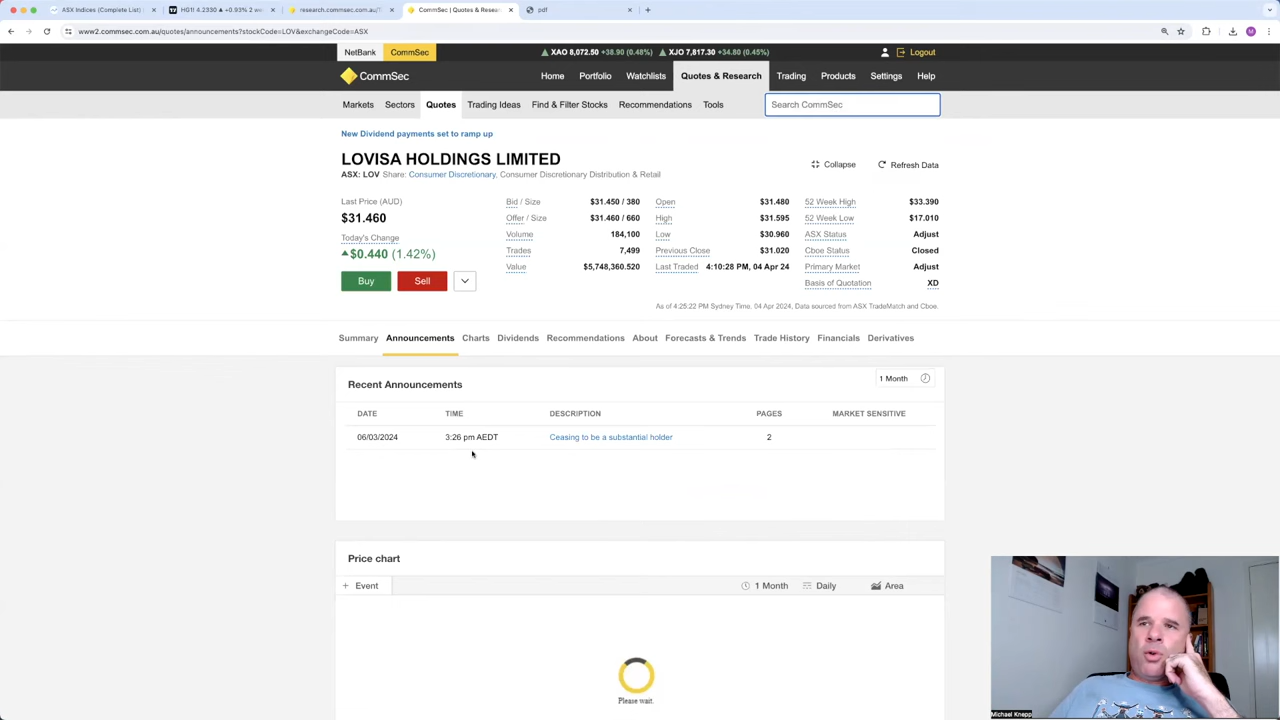 ASX Indices (Complete List)
HG1! 4.2330 ▲ +0.93% 2 we
research.commsec.com.au/
CommSec | Quotes & Resear
pdf
www2.commsec.com.au/quotes/announcements?stockCode=LOV&exchangeCode=ASX
NetBank
CommSec
XAO 8,072.50 +38.90 (0.48%)
XJO 7,817.30 +34.80 (0.45%)
Logout
CommSec
Home
Portfolio
Watchlists
Quotes & Research
Trading
Products
Settings
Help
Markets
Sectors
Quotes
Trading Ideas
Find & Filter Stocks
Recommendations
Tools
Search CommSec
New Dividend payments set to ramp up
LOVISA HOLDINGS LIMITED
Collapse
Refresh Data
ASX: LOV Share: Consumer Discretionary, Consumer Discretionary Distribution & Retail
Last Price (AUD)
$31.460
Today's Change
$0.440 (1.42%)
Buy
Sell
Bid / Size $31.450 / 380
Offer / Size $31.460 / 660
Volume 184,100
Trades 7,499
Value $5,748,360.520
Open $31.480
High $31.595
Low $30.960
Previous Close $31.020
Last Traded 4:10:28 PM, 04 Apr 24
52 Week High $33.390
52 Week Low $17.010
ASX Status Adjust
Cboe Status Closed
Primary Market Adjust
Basis of Quotation XD
As of 4:25:22 PM Sydney Time. 04 Apr 2024, Data sourced from ASX TradeMatch and Cboe.
Summary
Announcements
Charts
Dividends
Recommendations
About
Forecasts & Trends
Trade History
Financials
Derivatives
Recent Announcements
1 Month
DATE TIME DESCRIPTION PAGES MARKET SENSITIVE
06/03/2024 3:26 pm AEDT Ceasing to be a substantial holder 2
Price chart
+ Event
1 Month
Daily
Area
Please wait.
Michael Knepp